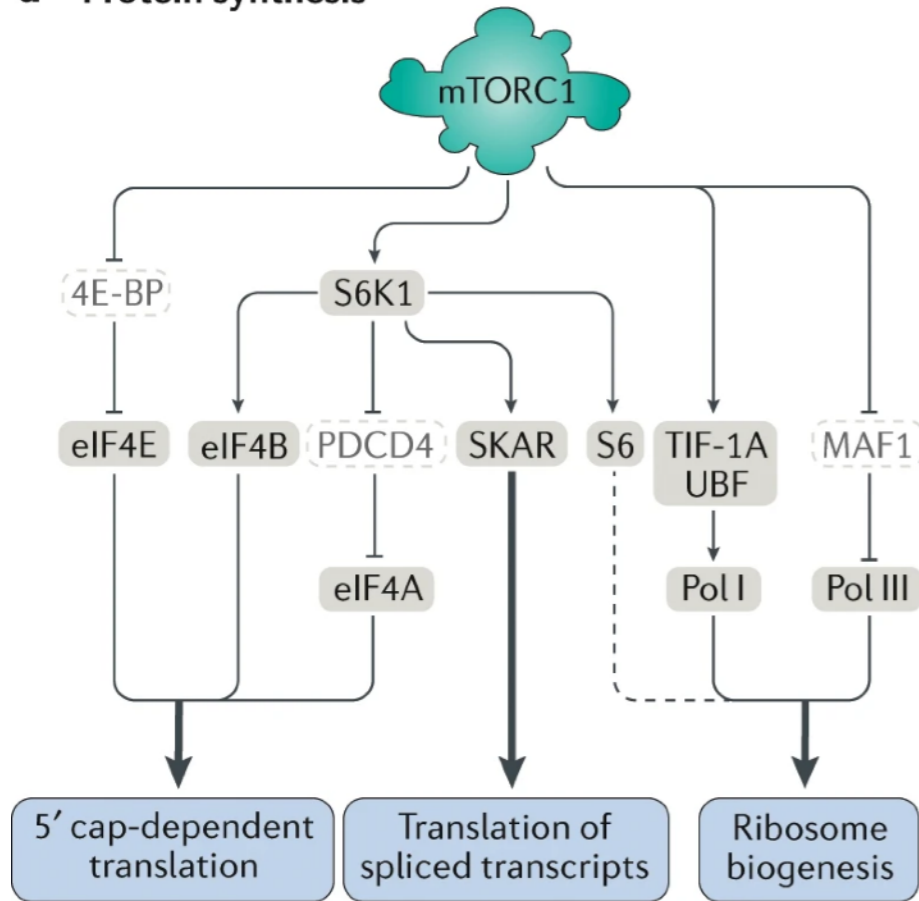 a Protein synthesis
mTORC1
4E-BP
S6K1
eIF4E
eIF4B
PDCD4
SKAR
S6
TIF-1A
UBF
MAF1
eIF4A
Pol I
Pol III
5′ cap-dependent
translation
Translation of
spliced transcripts
Ribosome
biogenesis